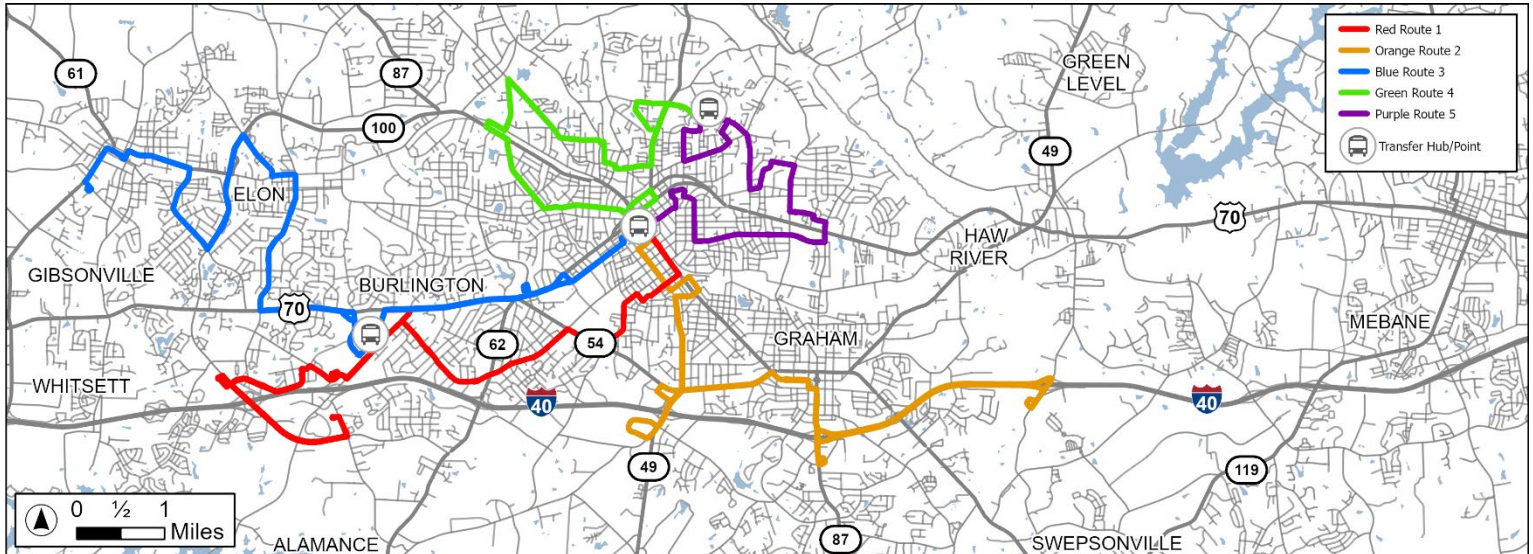 61
87
100
ELON
GIBSONVILLE
BURLINGTON
70
WHITSETT
62
54
40
49
GRAHAM
87
ALAMANCE
SWEPSONVILLE
119
40
MEBANE
HAW
RIVER
70
49
GREEN
LEVEL
Red Route 1
Orange Route 2
Blue Route 3
Green Route 4
Purple Route 5
Transfer Hub/Point
0 ½ 1
Miles